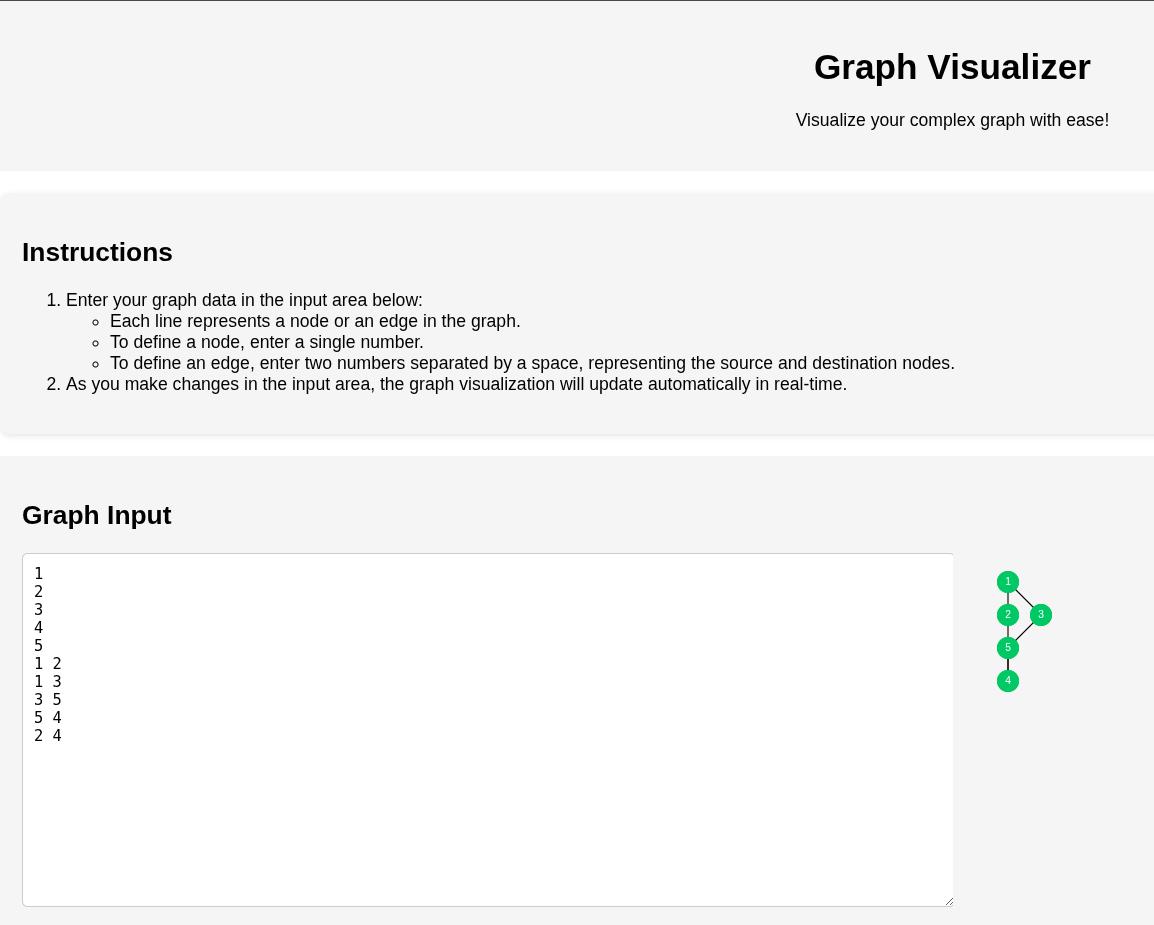 Graph Visualizer
Visualize your complex graph with ease!
Instructions
1. Enter your graph data in the input area below:
Each line represents a node or an edge in the graph.
To define a node, enter a single number.
To define an edge, enter two numbers separated by a space, representing the source and destination nodes.
2. As you make changes in the input area, the graph visualization will update automatically in real-time.
Graph Input
1
2
3
4
5
1 2
1 3
3 5
5 4
2 4
1
2
3
5
4